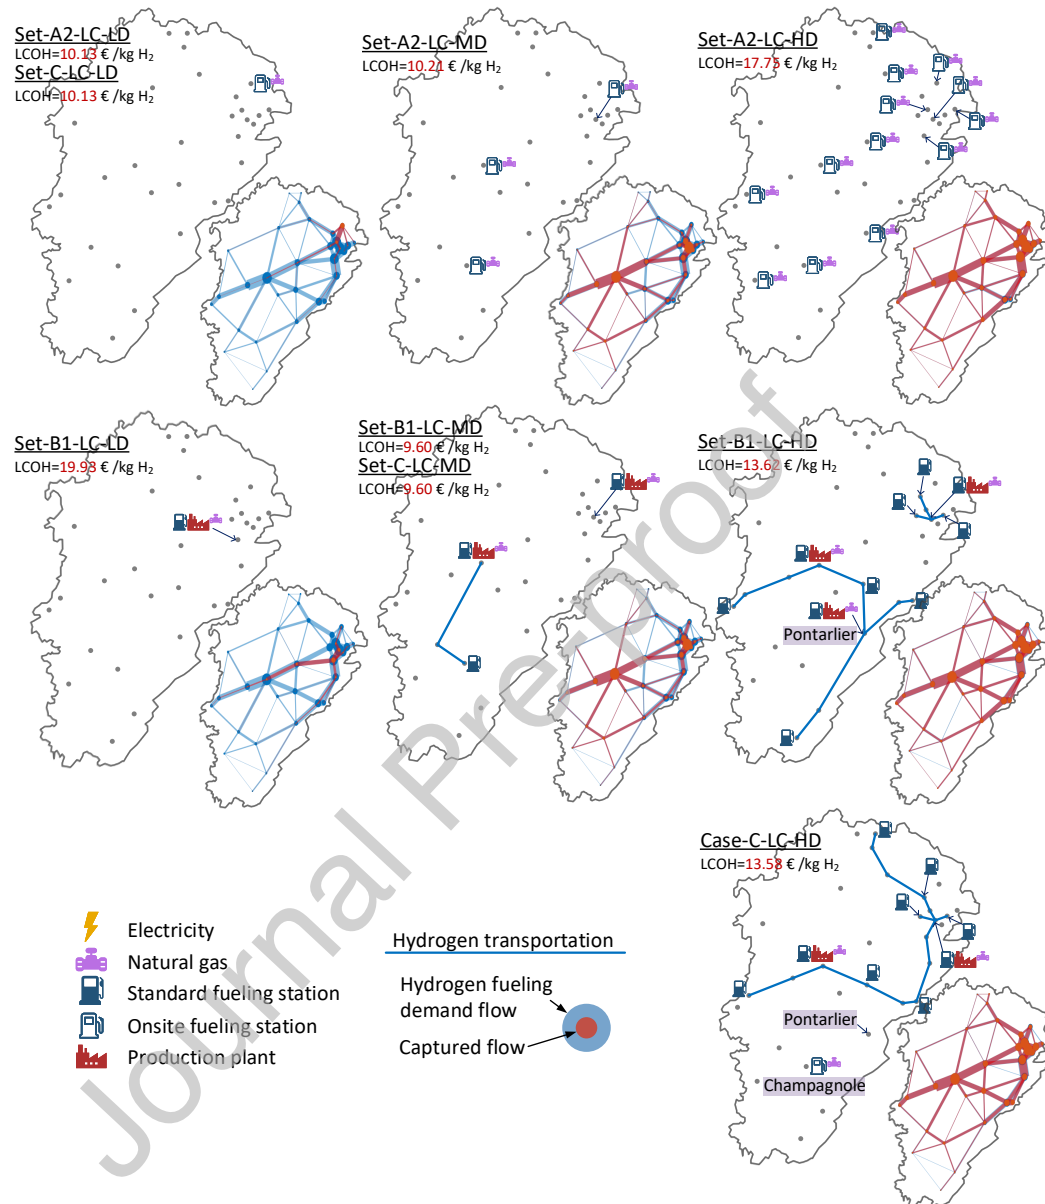 Set-A2-LC-LD
LCOH=10.13 € /kg H₂
Set-C-LC-LD
LCOH=10.13 € /kg H₂
Set-A2-LC-MD
LCOH=10.21 € /kg H₂
Set-A2-LC-HD
LCOH=17.75 € /kg H₂
Set-B1-LC-LD
LCOH=19.98 € /kg H₂
Set-B1-LC-MD
LCOH=9.60 € /kg H₂
Set-C-LC-MD
LCOH=9.60 € /kg H₂
Set-B1-LC-HD
LCOH=13.62 € /kg H₂
Pontarlier
Case-C-LC-HD
LCOH=13.58 € /kg H₂
Pontarlier
Champagnole
Electricity
Natural gas
Standard fueling station
Onsite fueling station
Production plant
Hydrogen transportation
Hydrogen fueling
demand flow
Captured flow
Journal Pre-proof